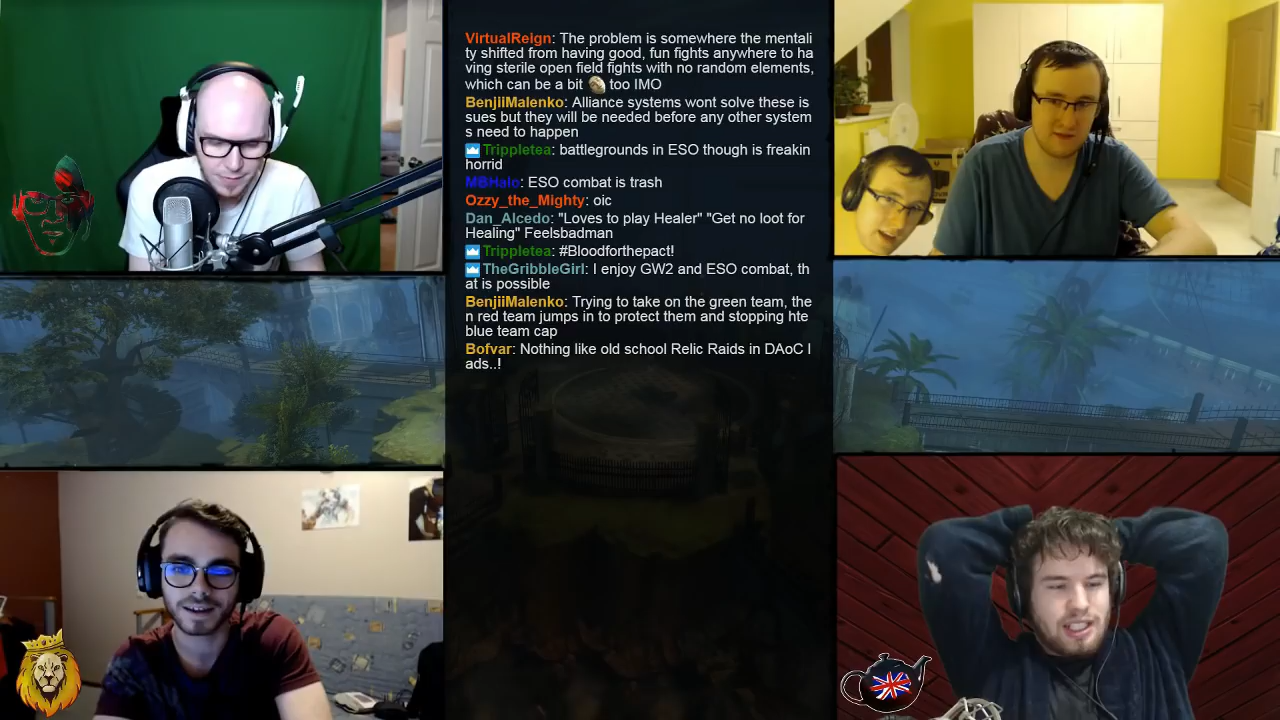 VirtualReign: The problem is somewhere the mentali
ty shifted from having good, fun fights anywhere to ha
ving sterile open field fights with no random elements,
which can be a bit too IMO
BenjiiMalenko: Alliance systems wont solve these is
sues but they will be needed before any other system
s need to happen
Trippletea: battlegrounds in ESO though is freakin
horrid
MBHalo: ESO combat is trash
Ozzy_the_Mighty: oic
Dan_Alcedo: "Loves to play Healer" "Get no loot for
Healing" Feelsbadman
Trippletea: #Bloodforthepact!
TheGribbleGirl: I enjoy GW2 and ESO combat, th
at is possible
BenjiiMalenko: Trying to take on the green team, the
n red team jumps in to protect them and stopping hte
blue team cap
Bofvar: Nothing like old school Relic Raids in DAoC l
ads..!